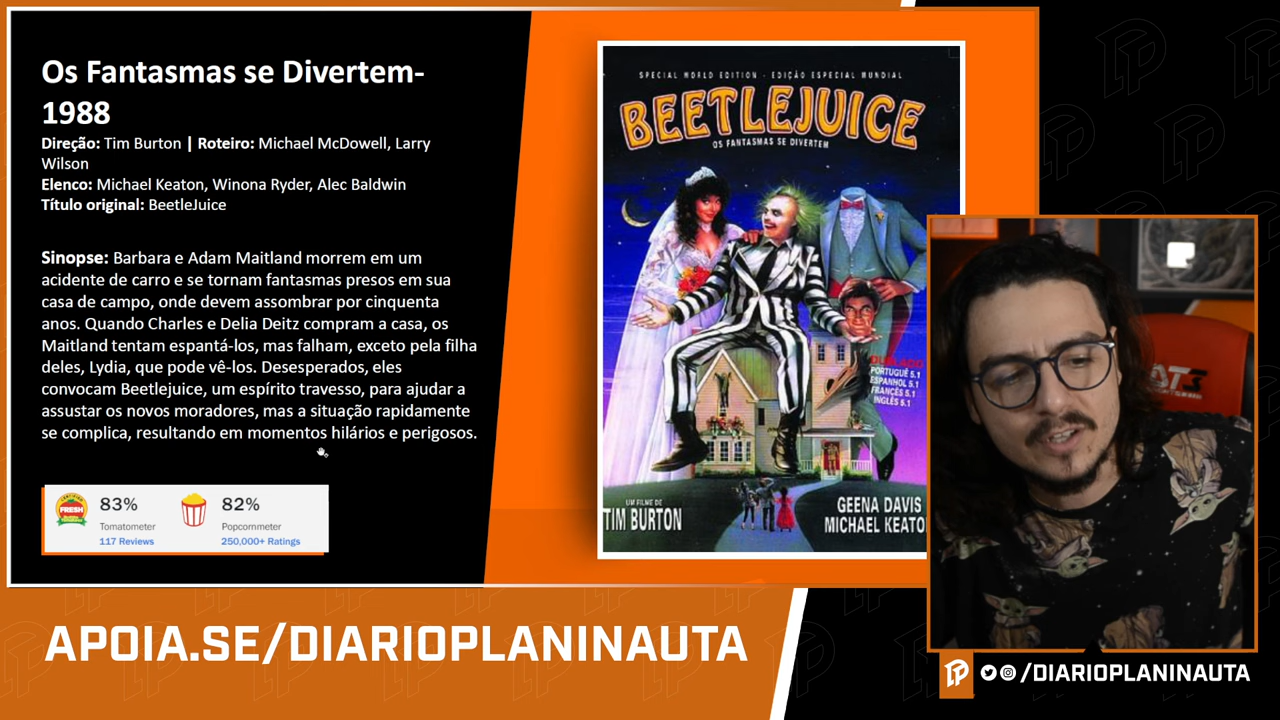 Os Fantasmas se Divertem-
1988
Direção: Tim Burton | Roteiro: Michael McDowell, Larry
Wilson
Elenco: Michael Keaton, Winona Ryder, Alec Baldwin
Título original: BeetleJuice
Sinopse: Barbara e Adam Maitland morrem em um
acidente de carro e se tornam fantasmas presos em sua
casa de campo, onde devem assombrar por cinquenta
anos. Quando Charles e Delia Deitz compram a casa, os
Maitland tentam espantá-los, mas falham, exceto pela filha
deles, Lydia, que pode vê-los. Desesperados, eles
convocam Beetlejuice, um espírito travesso, para ajudar a
assustar os novos moradores, mas a situação rapidamente
se complica, resultando em momentos hilários e perigosos.
FRESH
83%
Tomatometer
117 Reviews
82%
Popcornmeter
250,000+ Ratings
SPECIAL WORLD EDITION - EDIÇÃO ESPECIAL MUNDIAL
BEETLEJUICE
OS FANTASMAS SE DIVERTEM
PORTUGUÊ 5.1
ESPANHOL 5.1
FRANCÊS 5.1
INGLÊS 5.1
UM FILME DE
TIM BURTON
GEENA DAVIS
MICHAEL KEATO
APOIA.SE/DIARIOPLANINAUTA
/DIARIOPLANINAUTA